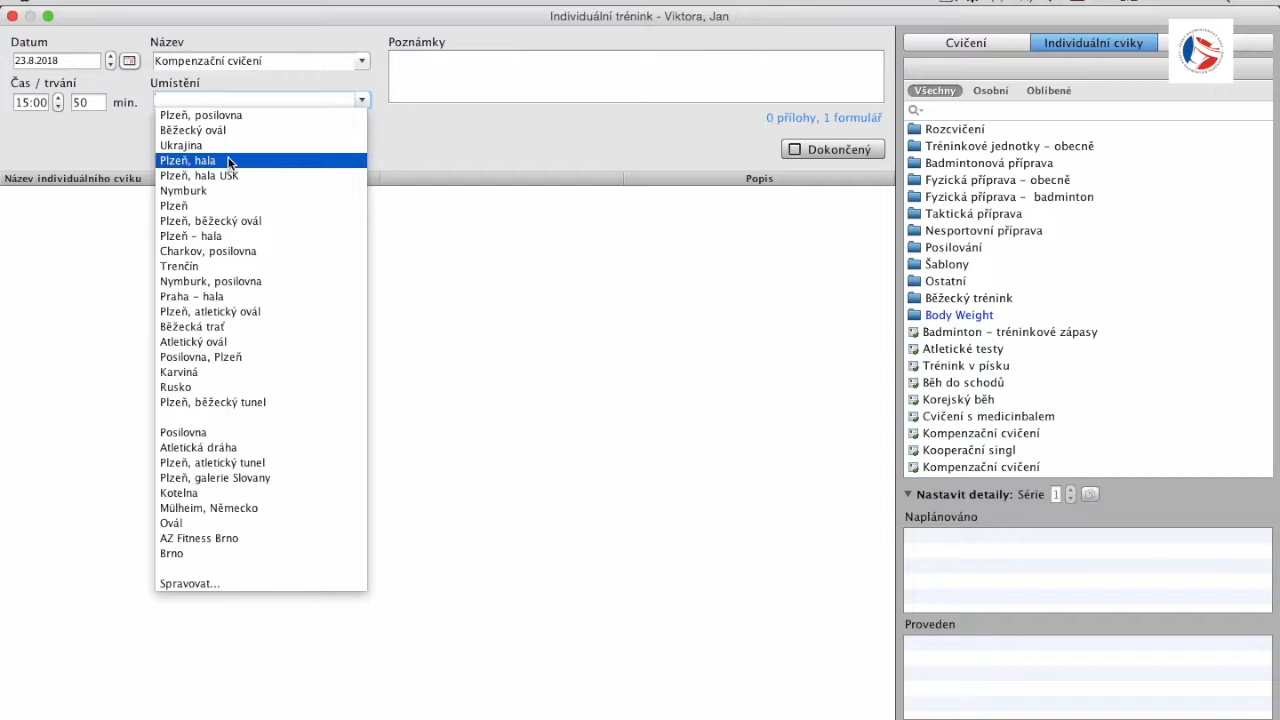 Individuální trénink - Viktora, Jan
Datum
Název
Poznámky
23.8.2018
Kompenzační cvičení
Čas / trvání
Umístění
15:00
50
min.
0 přílohy, 1 formulář
Dokončený
Název individuálního cviku
Popis
Plzeň, posilovna
Běžecký ovál
Ukrajina
Plzeň, hala
Plzeň, hala USK
Nymburk
Plzeň
Plzeň, běžecký ovál
Plzeň - hala
Charkov, posilovna
Trenčín
Nymburk, posilovna
Praha - hala
Plzeň, atletický ovál
Běžecká trať
Atletický ovál
Posilovna, Plzeň
Karviná
Rusko
Plzeň, běžecký tunel
Posilovna
Atletická dráha
Plzeň, atletický tunel
Plzeň, galerie Slovany
Kotelna
Mülheim, Německo
Ovál
AZ Fitness Brno
Brno
Spravovat...
Cvičení
Individuální cviky
Všechny
Osobní
Oblíbené
Rozcvičení
Tréninkové jednotky - obecně
Badmintonová příprava
Fyzická příprava - obecně
Fyzická příprava - badminton
Taktická příprava
Nesportovní příprava
Posilování
Šablony
Ostatní
Běžecký trénink
Body Weight
Badminton - tréninkové zápasy
Atletické testy
Trénink v písku
Běh do schodů
Korejský běh
Cvičení s medicinbalem
Kompenzační cvičení
Kooperační singl
Kompenzační cvičení
Nastavit detaily: Série 1
Naplánováno
Proveden